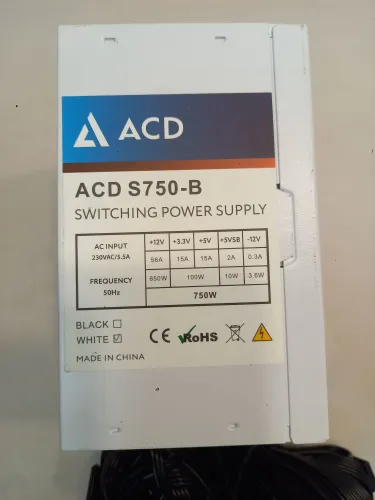 ACD
ACD S750-B
SWITCHING POWER SUPPLY
AC INPUT +12V +3.3V +5V +5VSB -12V
230VAC/5.5A 56A 15A 15A 2A 0.3A
FREQUENCY 650W 100W 10W 3.6W
50Hz 750W
BLACK ☐
WHITE ☑
CE RoHS
MADE IN CHINA